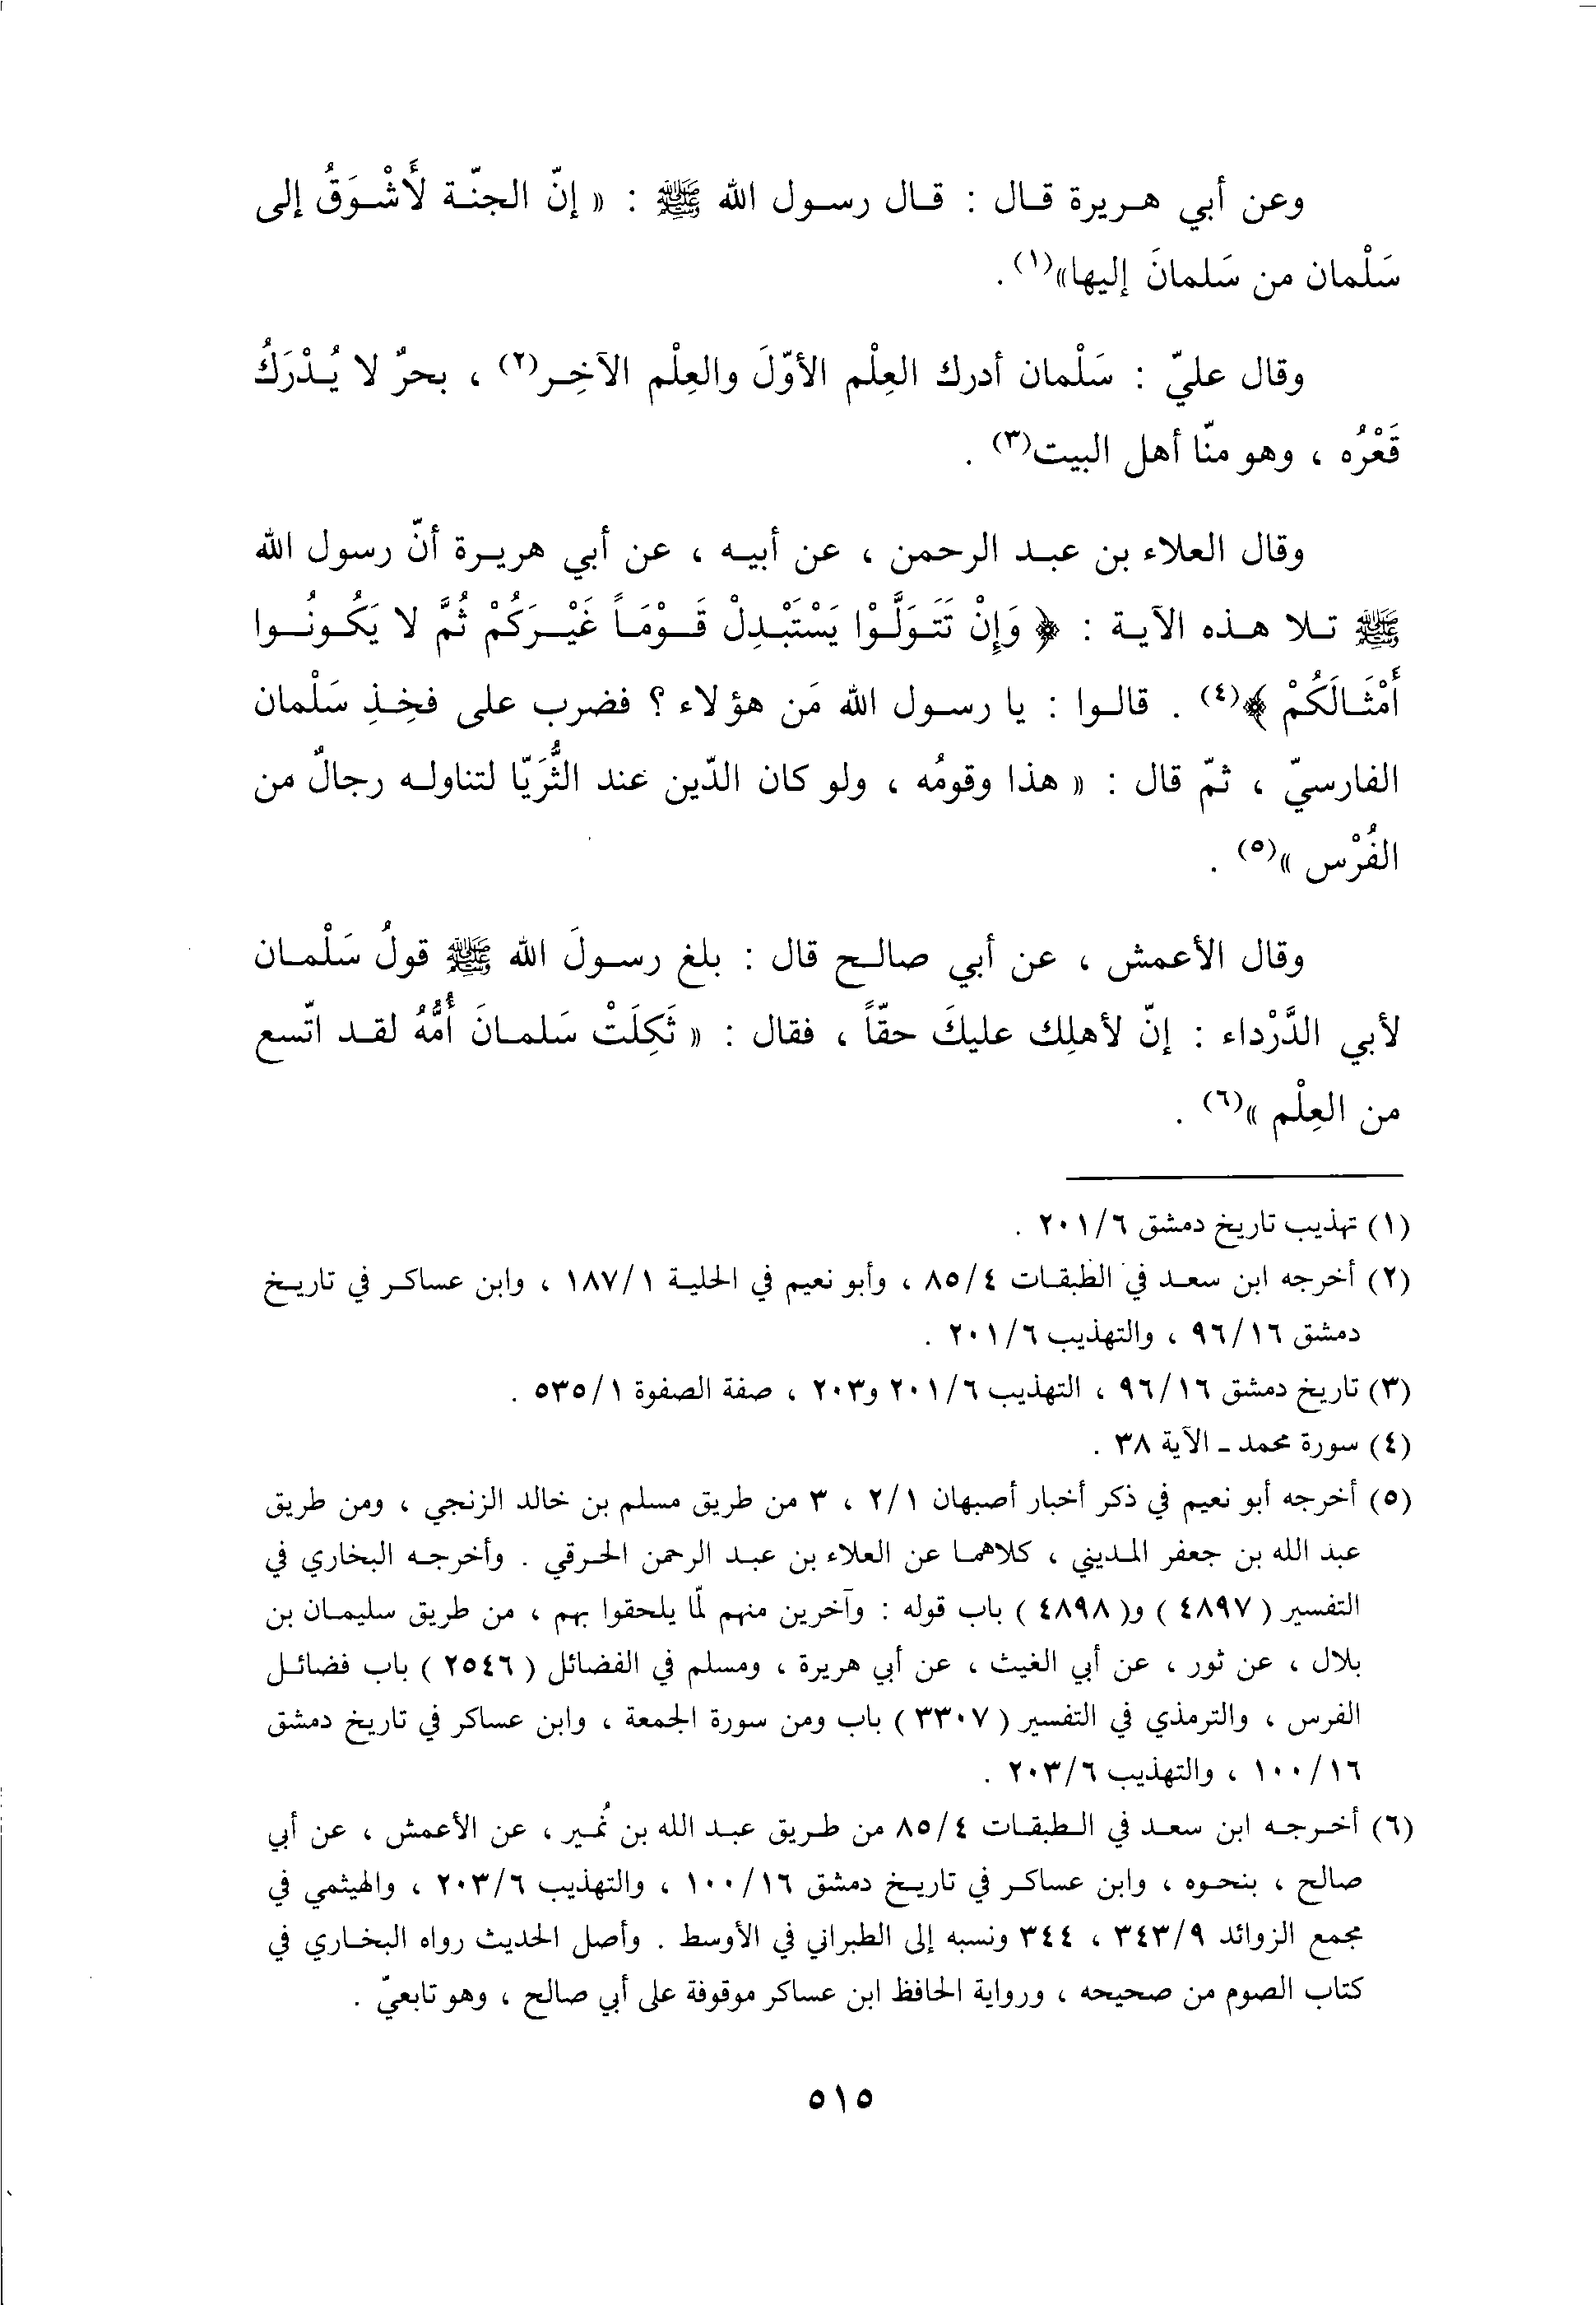 وعن أبي هريرة قال : قال رسول الله ﷺ : « إنّ الجنّة لَأَشْوَقُ إلى
سَلْمان من سَلمانَ إليها»(١) .
وقال عليّ : سَلْمان أدرك العِلْم الأوّلَ والعِلْم الآخِر(٢) ، بحرٌ لا يُدْرَكُ
قَعْرُه ، وهو منّا أهل البيت(٣) .
وقال العلاء بن عبد الرحمن ، عن أبيه ، عن أبي هريرة أنّ رسول الله
ﷺ تلا هذه الآية : ﴿ وَإِنْ تَتَوَلَّوْا يَسْتَبْدِلْ قَوْمَاً غَيْرَكُمْ ثُمَّ لا يَكُونُوا
أَمْثَالَكُمْ ﴾(٤) . قالوا : يا رسول الله مَن هؤلاء ؟ فضرب على فخِذِ سَلْمان
الفارسيّ ، ثمّ قال : « هذا وقومُه ، ولو كان الدّين عند الثُّرَيّا لتناوله رجالٌ من
الفُرْس »(٥) .
وقال الأعمش ، عن أبي صالح قال : بلغ رسولَ الله ﷺ قولُ سَلْمان
لأبي الدَّرْداء : إنّ لأهلِك عليكَ حقّاً ، فقال : « ثَكِلَتْ سَلمانَ أُمُّهُ لقد اتّسع
من العِلْم »(٦) .
(١) تهذيب تاريخ دمشق ٢٠١/٦ .
(٢) أخرجه ابن سعد في الطبقات ٨٥/٤ ، وأبو نعيم في الحلية ١٨٧/١ ، وابن عساكر في تاريخ
دمشق ٩٦/١٦ ، والتهذيب ٢٠١/٦ .
(٣) تاريخ دمشق ٩٦/١٦ ، التهذيب ٢٠١/٦ و٢٠٣ ، صفة الصفوة ٥٣٥/١ .
(٤) سورة محمد - الآية ٣٨ .
(٥) أخرجه أبو نعيم في ذكر أخبار أصبهان ٢/١ ، ٣ من طريق مسلم بن خالد الزنجي ، ومن طريق
عبد الله بن جعفر المديني ، كلاهما عن العلاء بن عبد الرحمن الحرقي . وأخرجه البخاري في
التفسير ( ٤٨٩٧ ) و( ٤٨٩٨ ) باب قوله : وآخرين منهم لمّا يلحقوا بهم ، من طريق سليمان بن
بلال ، عن ثور ، عن أبي الغيث ، عن أبي هريرة ، ومسلم في الفضائل ( ٢٥٤٦ ) باب فضائل
الفرس ، والترمذي في التفسير ( ٣٣٠٧ ) باب ومن سورة الجمعة ، وابن عساكر في تاريخ دمشق
١٠٠/١٦ ، والتهذيب ٢٠٣/٦ .
(٦) أخرجه ابن سعد في الطبقات ٨٥/٤ من طريق عبد الله بن نُمير ، عن الأعمش ، عن أبي
صالح ، بنحوه ، وابن عساكر في تاريخ دمشق ١٠٠/١٦ ، والتهذيب ٢٠٣/٦ ، والهيثمي في
مجمع الزوائد ٣٤٣/٩ ، ٣٤٤ ونسبه إلى الطبراني في الأوسط . وأصل الحديث رواه البخاري في
كتاب الصوم من صحيحه ، ورواية الحافظ ابن عساكر موقوفة على أبي صالح ، وهو تابعيّ .
٥١٥